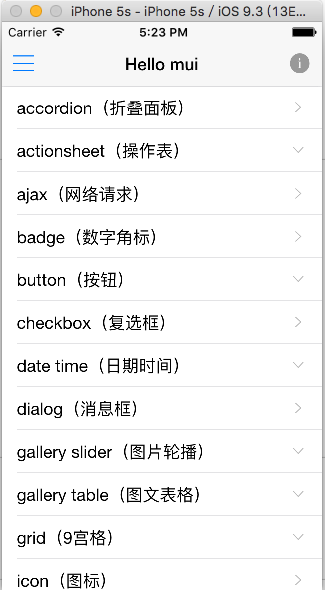 iPhone 5s - iPhone 5s / iOS 9.3 (13E...
Carrier 5:23 PM
Hello mui
accordion（折叠面板）
actionsheet（操作表）
ajax（网络请求）
badge（数字角标）
button（按钮）
checkbox（复选框）
date time（日期时间）
dialog（消息框）
gallery slider（图片轮播）
gallery table（图文表格）
grid（9宫格）
icon（图标）